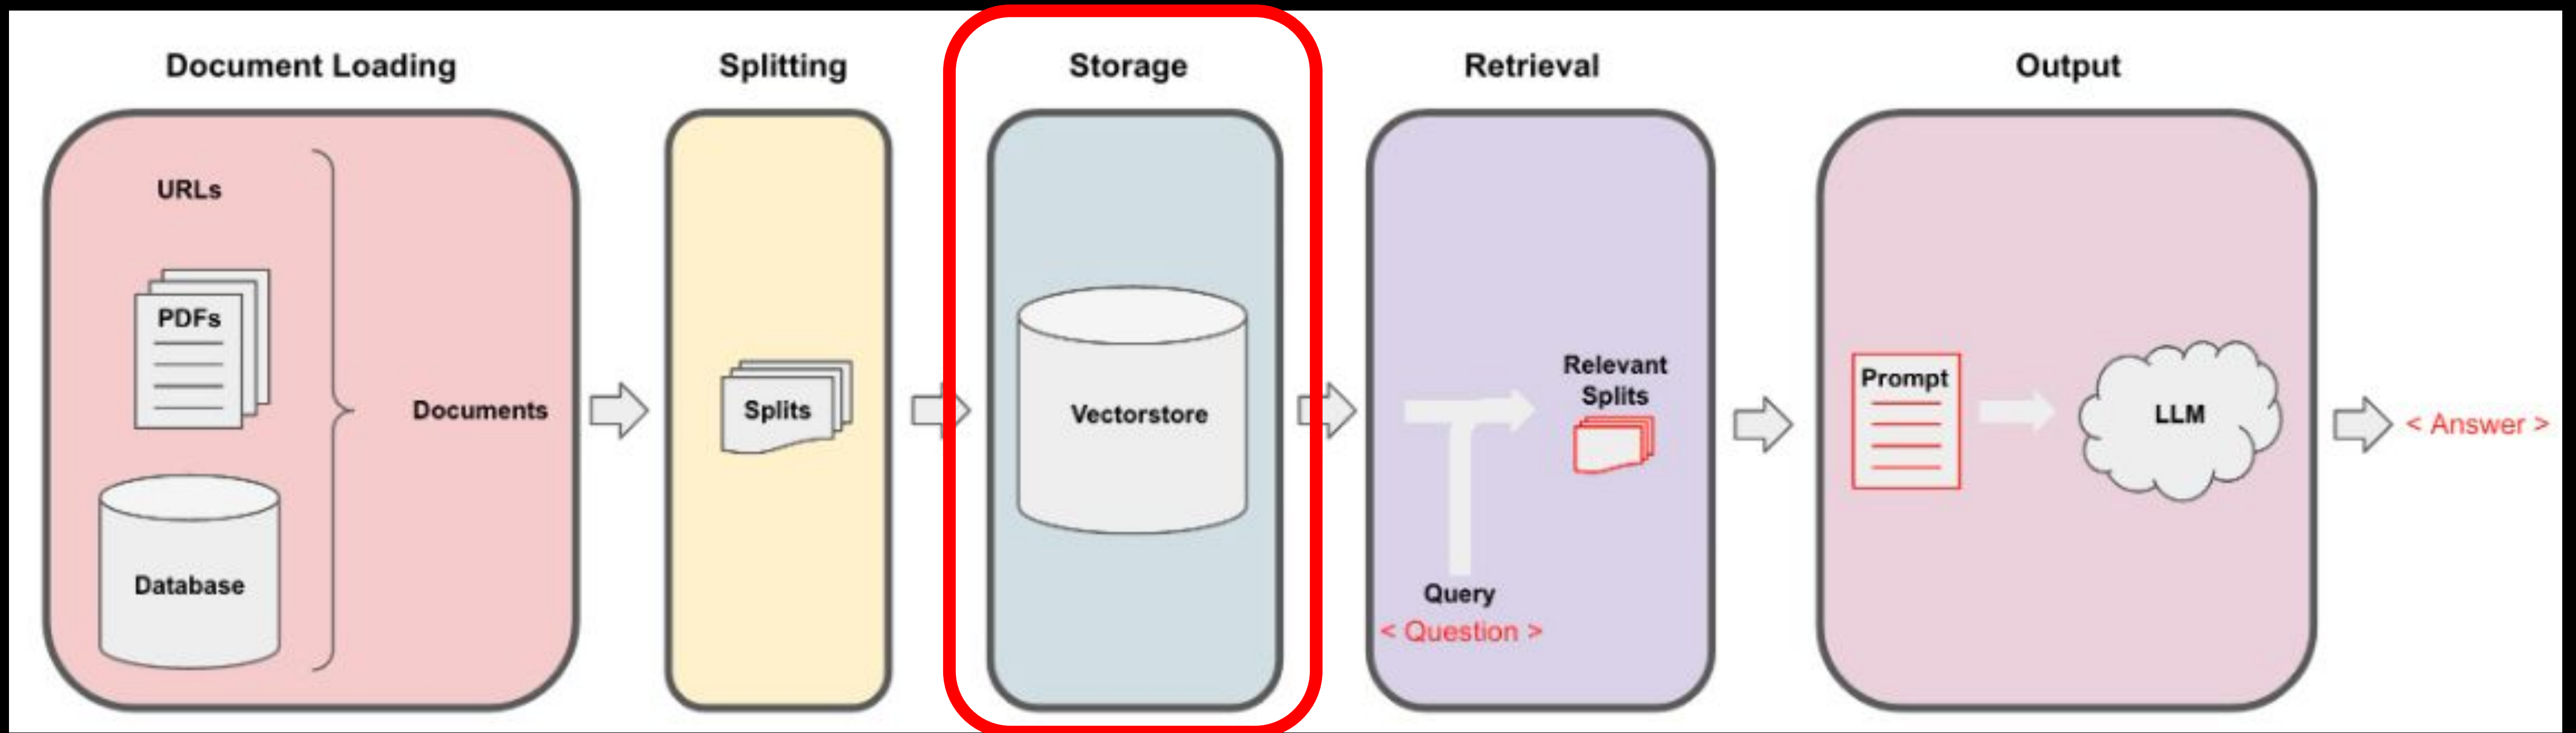 Document Loading
URLs
PDFs
Database
Documents
Splitting
Splits
Storage
Vectorstore
Retrieval
Relevant
Splits
Query
< Question >
Output
Prompt
LLM
< Answer >